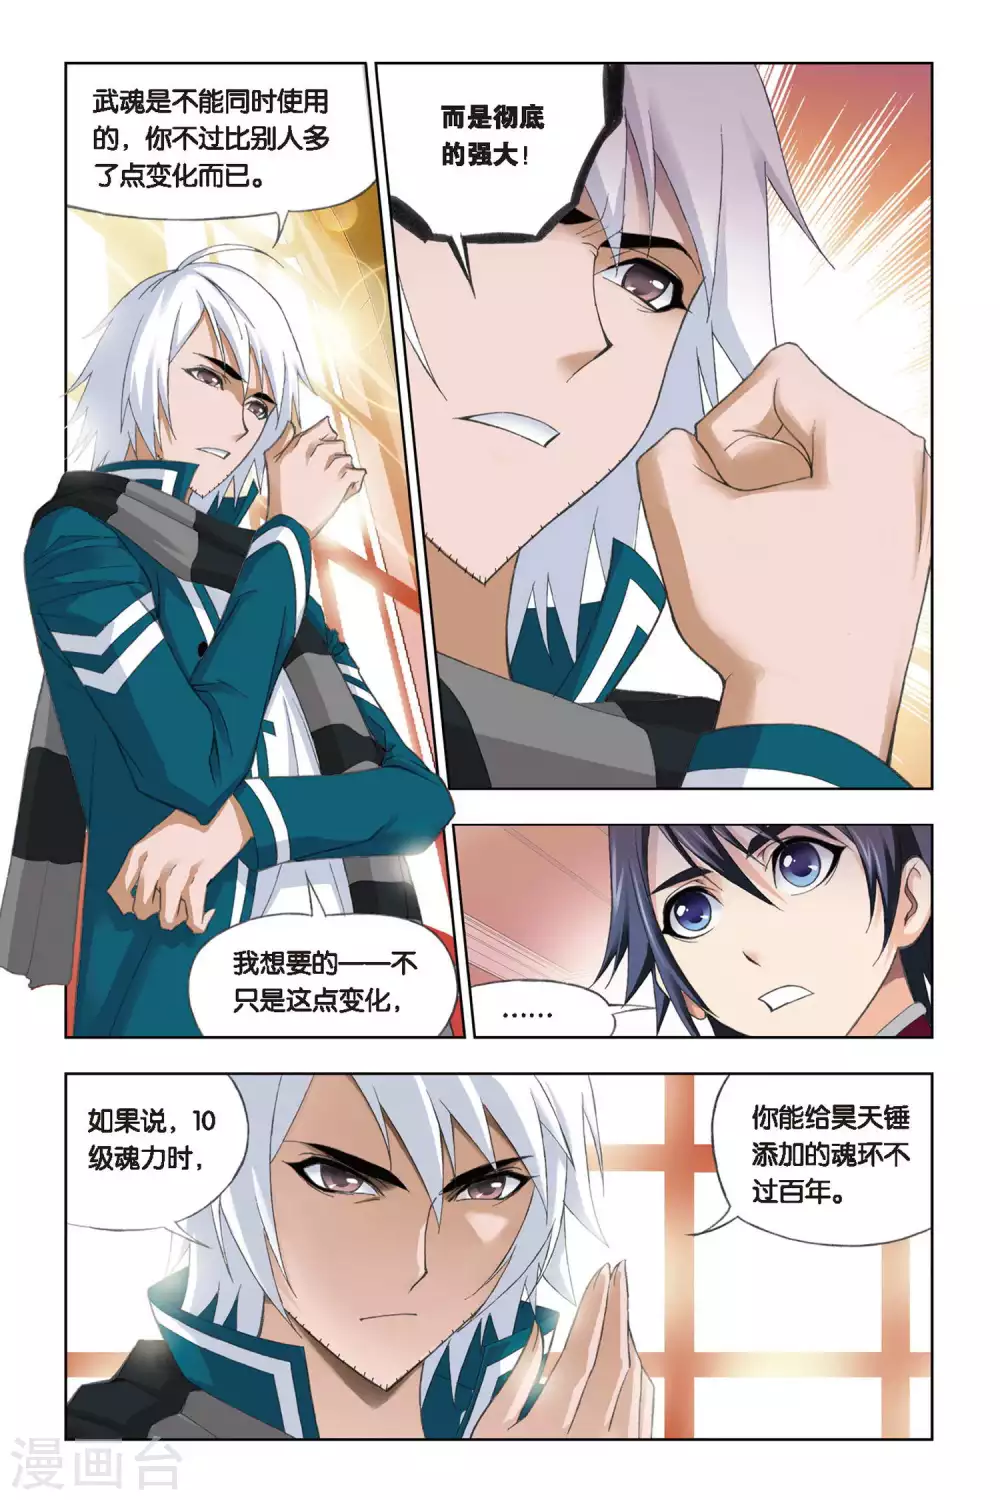 武魂是不能同时使用
的，你不过比别人多
了点变化而已。
我想要的——不
只是这点变化，
而是彻底
的强大！
……
如果说，10
级魂力时，
你能给昊天锤
添加的魂环不
过百年。
漫画台